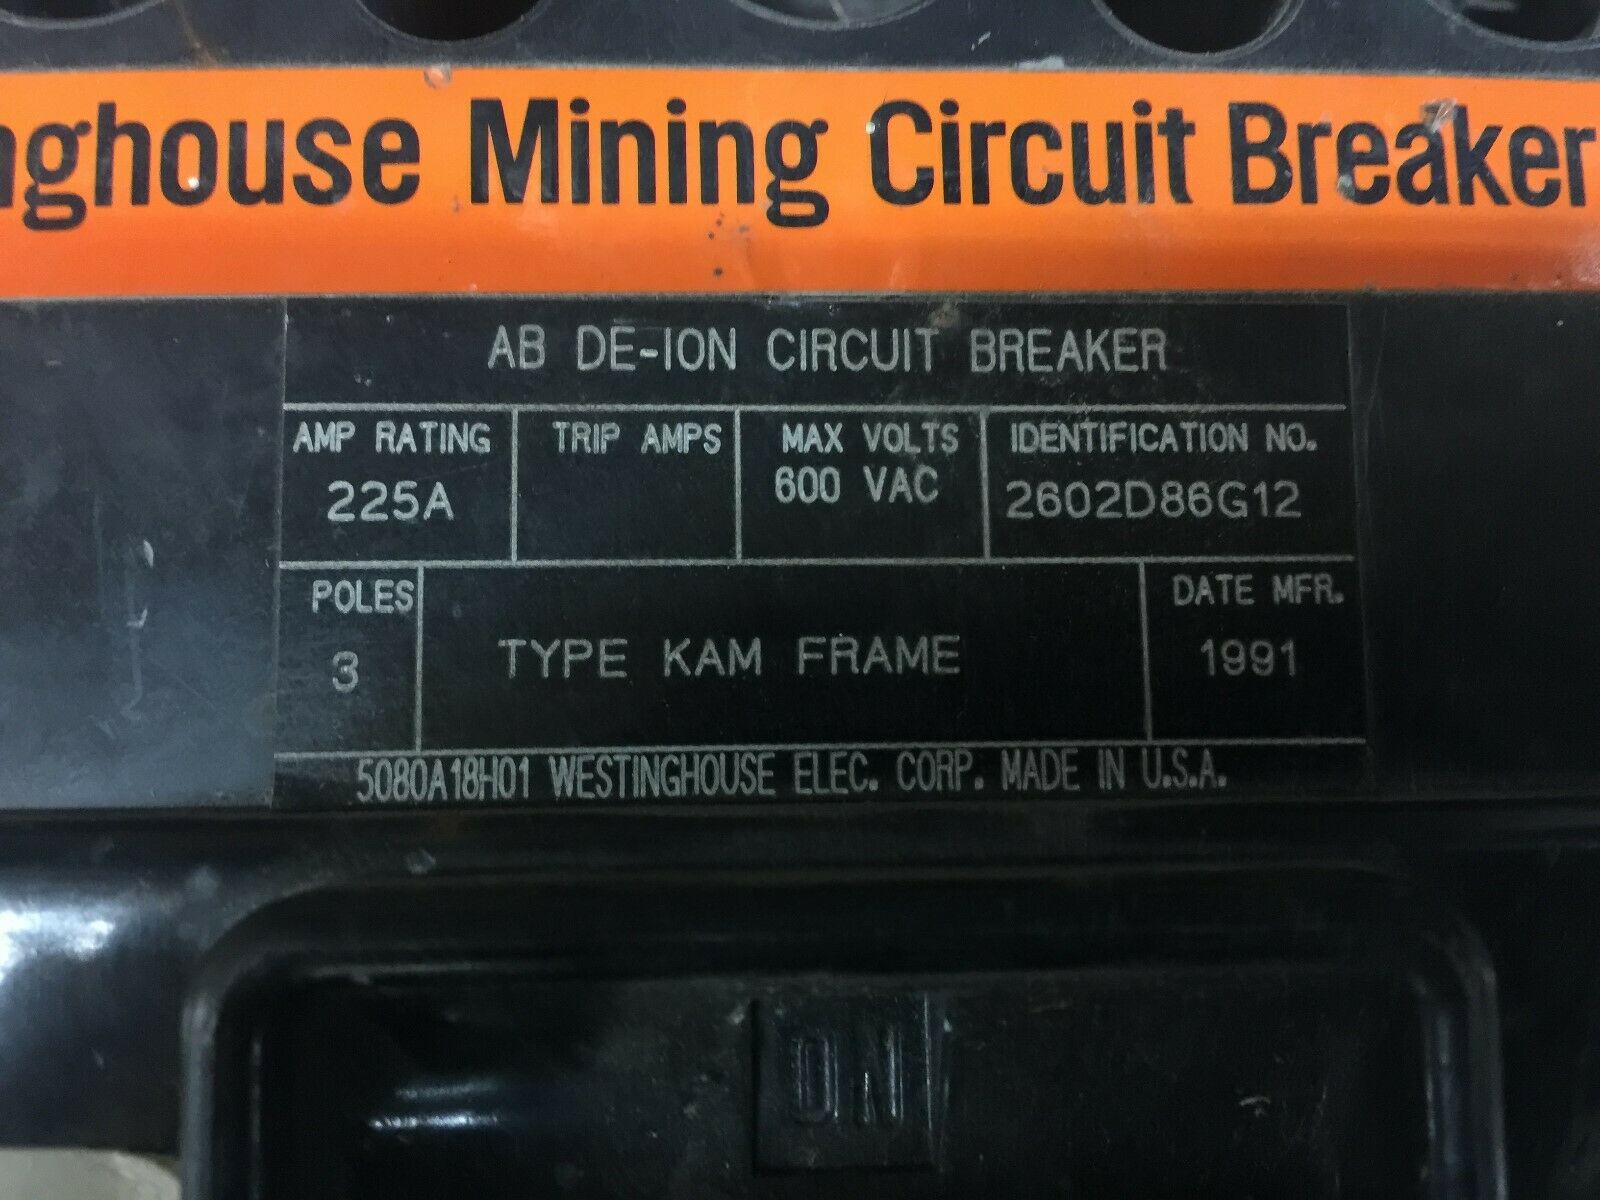 nghouse Mining Circuit Breaker
AB DE-ION CIRCUIT BREAKER
AMP RATING TRIP AMPS MAX VOLTS IDENTIFICATION NO.
225A 600 VAC 2602D86G12
POLES DATE MFR.
3 TYPE KAM FRAME 1991
5080A18H01 WESTINGHOUSE ELEC. CORP. MADE IN U.S.A.
ON